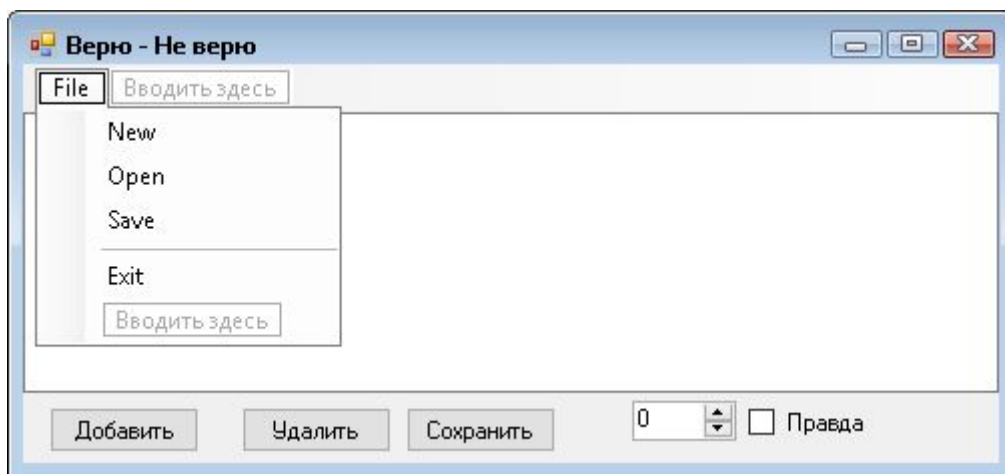 Верю - Не верю
File Вводить здесь
New
Open
Save
Exit
Вводить здесь
Добавить Удалить Сохранить 0 Правда